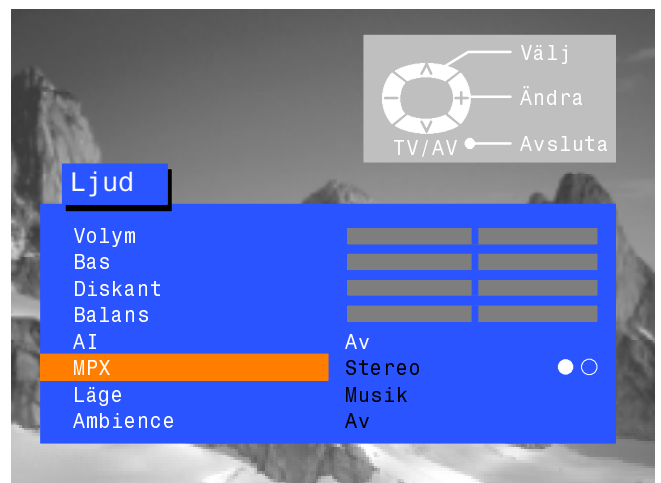 Välj
Ändra
TV/AV Avsluta
Ljud
Volym
Bas
Diskant
Balans
AI Av
MPX Stereo
Läge Musik
Ambience Av